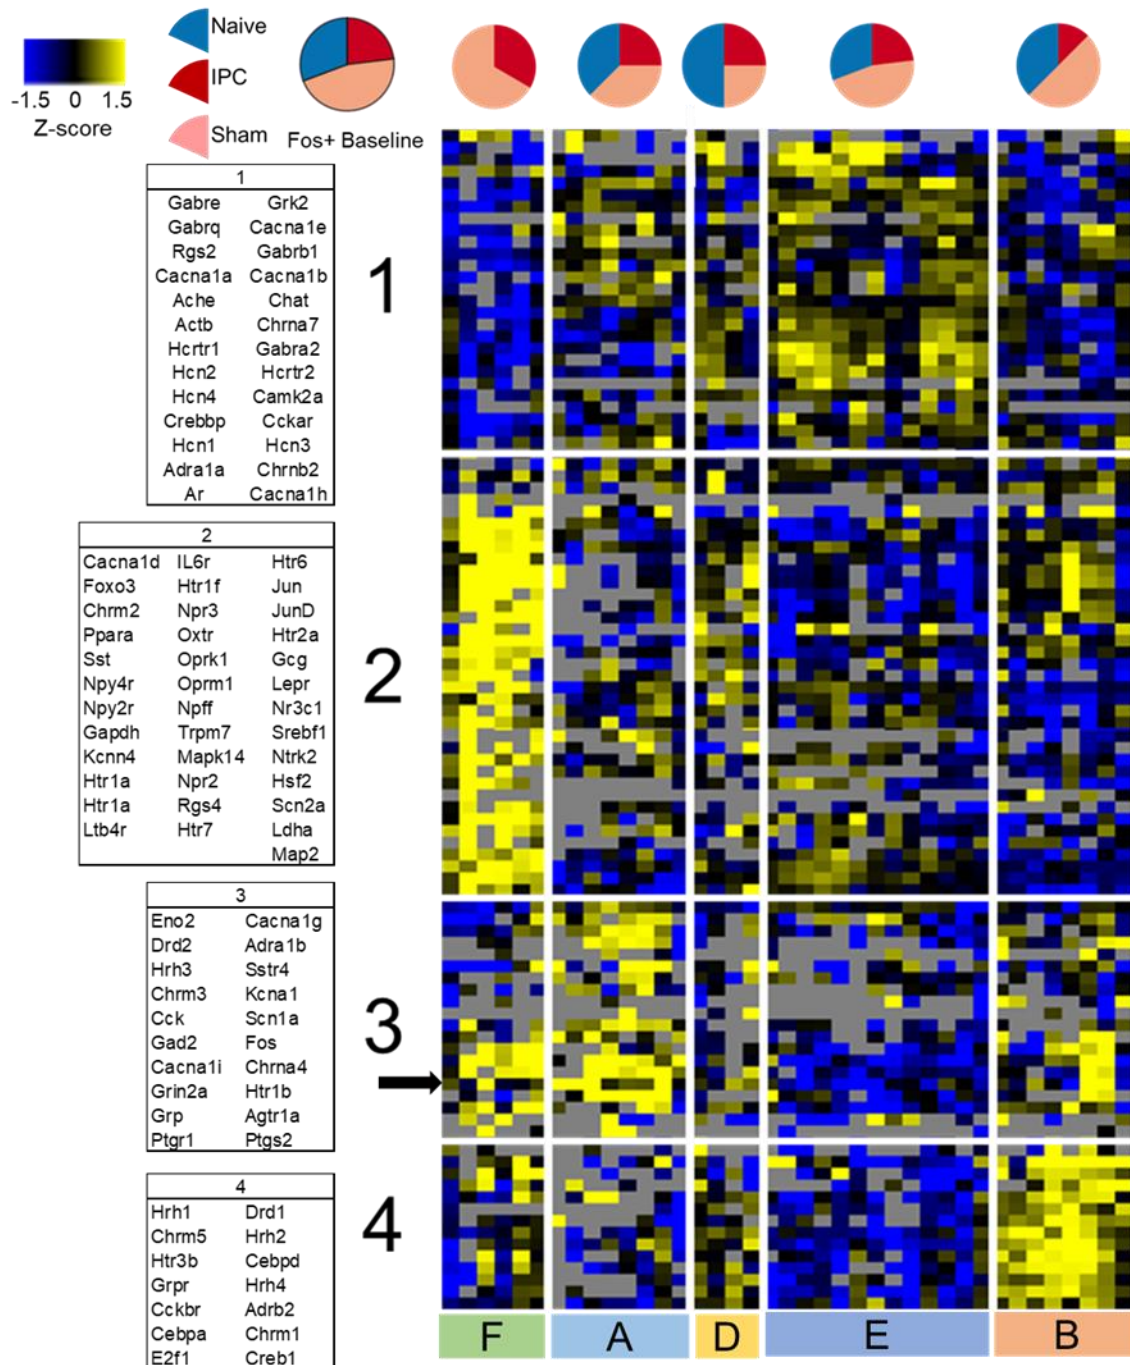 Naive
IPC
Sham
-1.5 0 1.5
Z-score
Fos+ Baseline
1
Gabre Grk2
Gabrq Cacna1e
Rgs2 Gabrb1
Cacna1a Cacna1b
Ache Chat
Actb Chrna7
Hcrtr1 Gabra2
Hcn2 Hcrtr2
Hcn4 Camk2a
Crebbp Cckar
Hcn1 Hcn3
Adra1a Chrnb2
Ar Cacna1h
1
2
Cacna1d IL6r Htr6
Foxo3 Htr1f Jun
Chrm2 Npr3 JunD
Ppara Oxtr Htr2a
Sst Oprk1 Gcg
Npy4r Oprm1 Lepr
Npy2r Npff Nr3c1
Gapdh Trpm7 Srebf1
Kcnn4 Mapk14 Ntrk2
Htr1a Npr2 Hsf2
Htr1a Rgs4 Scn2a
Ltb4r Htr7 Ldha
Map2
2
3
Eno2 Cacna1g
Drd2 Adra1b
Hrh3 Sstr4
Chrm3 Kcna1
Cck Scn1a
Gad2 Fos
Cacna1i Chrna4
Grin2a Htr1b
Grp Agtr1a
Ptgr1 Ptgs2
3
4
Hrh1 Drd1
Chrm5 Hrh2
Htr3b Cebpd
Grpr Hrh4
Cckbr Adrb2
Cebpa Chrm1
E2f1 Creb1
4
F A D E B